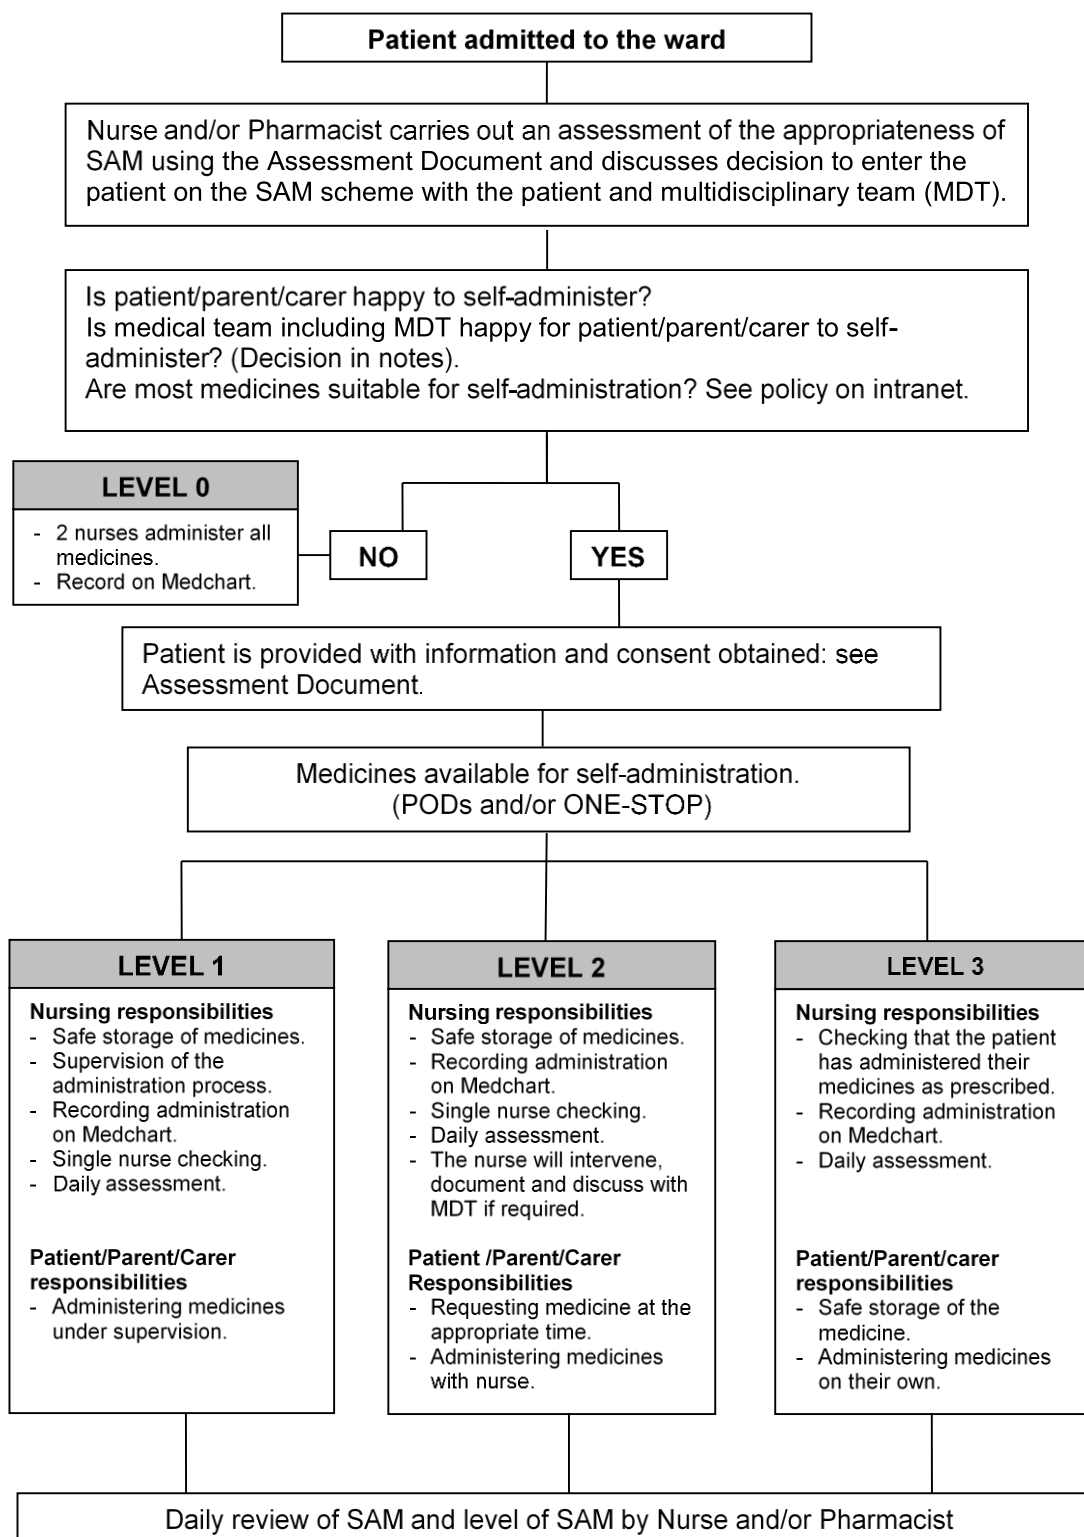 Patient admitted to the ward
Nurse and/or Pharmacist carries out an assessment of the appropriateness of
SAM using the Assessment Document and discusses decision to enter the
patient on the SAM scheme with the patient and multidisciplinary team (MDT).
Is patient/parent/carer happy to self-administer?
Is medical team including MDT happy for patient/parent/carer to self-
administer? (Decision in notes).
Are most medicines suitable for self-administration? See policy on intranet.
LEVEL 0
- 2 nurses administer all
medicines.
- Record on Medchart.
NO
YES
Patient is provided with information and consent obtained: see
Assessment Document.
Medicines available for self-administration.
(PODs and/or ONE-STOP)
LEVEL 1
Nursing responsibilities
- Safe storage of medicines.
- Supervision of the
administration process.
- Recording administration
on Medchart.
- Single nurse checking.
- Daily assessment.
Patient/Parent/Carer
responsibilities
- Administering medicines
under supervision.
LEVEL 2
Nursing responsibilities
- Safe storage of medicines.
- Recording administration
on Medchart.
- Single nurse checking.
- Daily assessment.
- The nurse will intervene,
document and discuss with
MDT if required.
Patient /Parent/Carer
Responsibilities
- Requesting medicine at the
appropriate time.
- Administering medicines
with nurse.
LEVEL 3
Nursing responsibilities
- Checking that the patient
has administered their
medicines as prescribed.
- Recording administration
on Medchart.
- Daily assessment.
Patient/Parent/carer
responsibilities
- Safe storage of the
medicine.
- Administering medicines
on their own.
Daily review of SAM and level of SAM by Nurse and/or Pharmacist